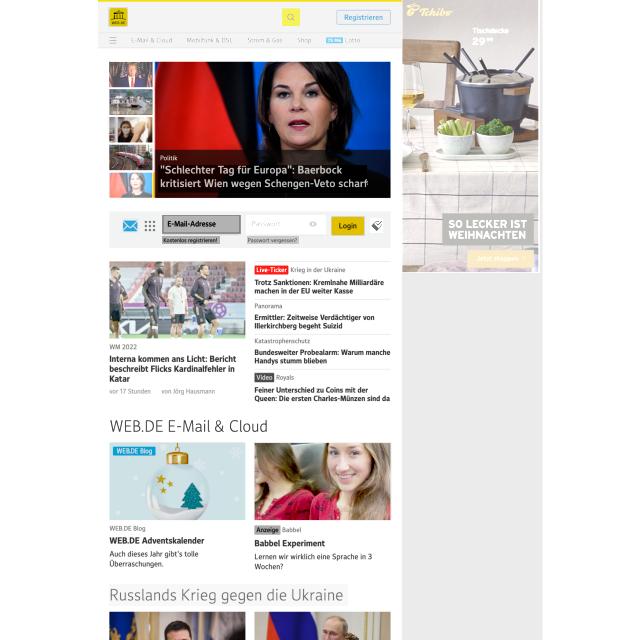 WEB.DE
Registrieren
E-Mail & Cloud
Mobilfunk & DSL
Strom & Gas
Shop
Lotto
Tchibo
Tischdecke
29⁹⁹
Politik
"Schlechter Tag für Europa": Baerbock
kritisiert Wien wegen Schengen-Veto scharf
SO LECKER IST
WEIHNACHTEN
Jetzt shoppen
E-Mail-Adresse
Passwort
Login
Kostenlos registrieren!
Passwort vergessen?
WM 2022
Interna kommen ans Licht: Bericht
beschreibt Flicks Kardinalfehler in
Katar
vor 17 Stunden von Jörg Hausmann
Live-Ticker Krieg in der Ukraine
Trotz Sanktionen: Kremlnahe Milliardäre
machen in der EU weiter Kasse
Panorama
Ermittler: Zeitweise Verdächtiger von
Illerkirchberg begeht Suizid
Katastrophenschutz
Bundesweiter Probealarm: Warum manche
Handys stumm blieben
Video Royals
Feiner Unterschied zu Coins mit der
Queen: Die ersten Charles-Münzen sind da
WEB.DE E-Mail & Cloud
WEB.DE Blog
WEB.DE Blog
WEB.DE Adventskalender
Auch dieses Jahr gibt's tolle
Überraschungen.
Anzeige Babbel
Babbel Experiment
Lernen wir wirklich eine Sprache in 3
Wochen?
Russlands Krieg gegen die Ukraine